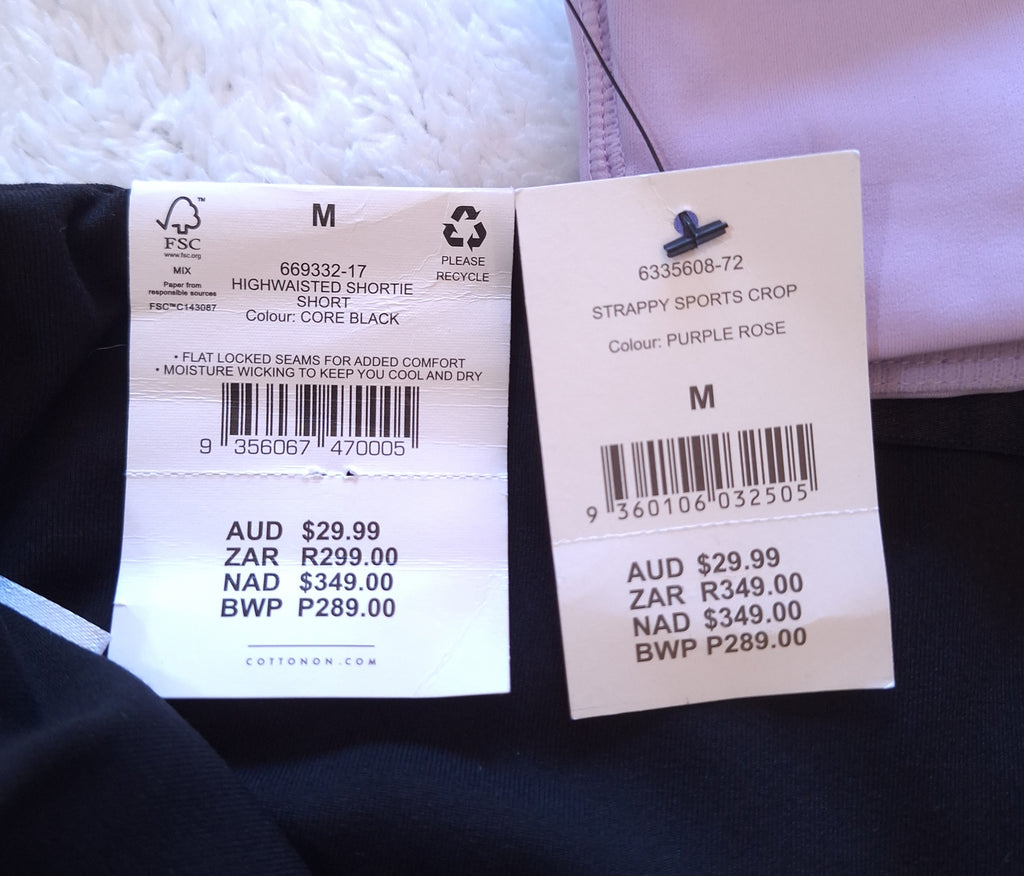 FSC™
www.fsc.org
MIX
Paper from
responsible sources
FSC™C143087
M
PLEASE
RECYCLE
669332-17
HIGHWAISTED SHORTIE
SHORT
Colour: CORE BLACK
• FLAT LOCKED SEAMS FOR ADDED COMFORT
• MOISTURE WICKING TO KEEP YOU COOL AND DRY
9 356067 470005
AUD $29.99
ZAR R299.00
NAD $349.00
BWP P289.00
COTTONON.COM
6335608-72
STRAPPY SPORTS CROP
Colour: PURPLE ROSE
M
9 360106 032505
AUD $29.99
ZAR R349.00
NAD $349.00
BWP P289.00